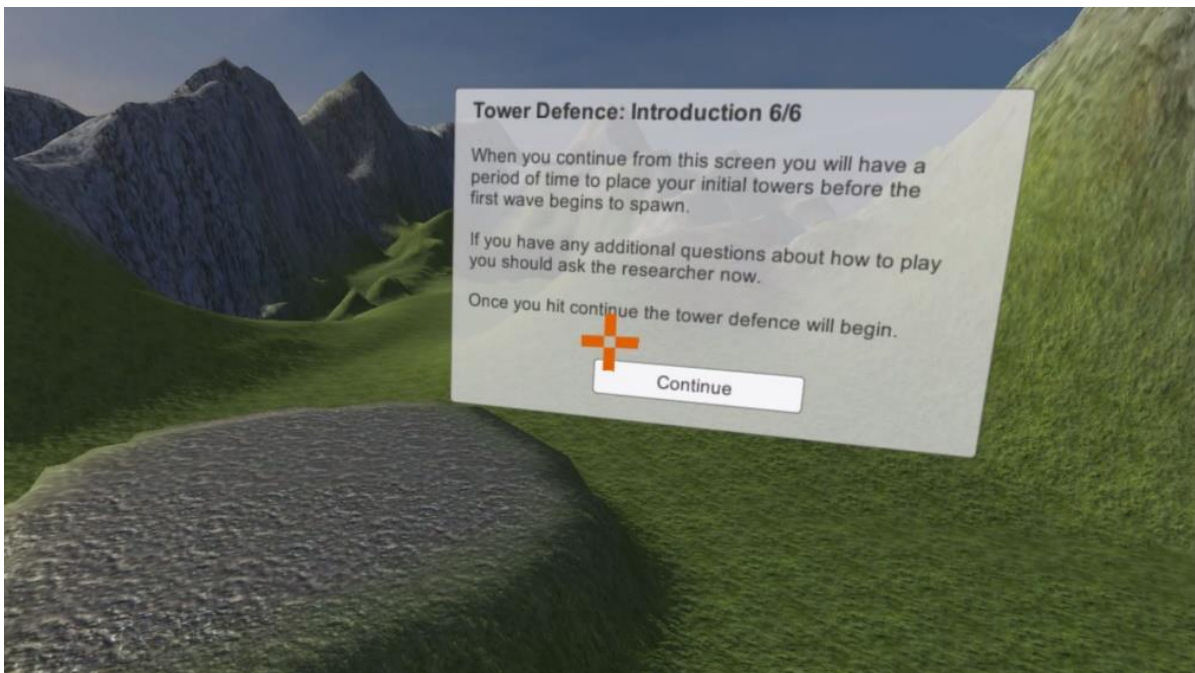 Tower Defence: Introduction 6/6
When you continue from this screen you will have a
period of time to place your initial towers before the
first wave begins to spawn.
If you have any additional questions about how to play
you should ask the researcher now.
Once you hit continue the tower defence will begin.
Continue